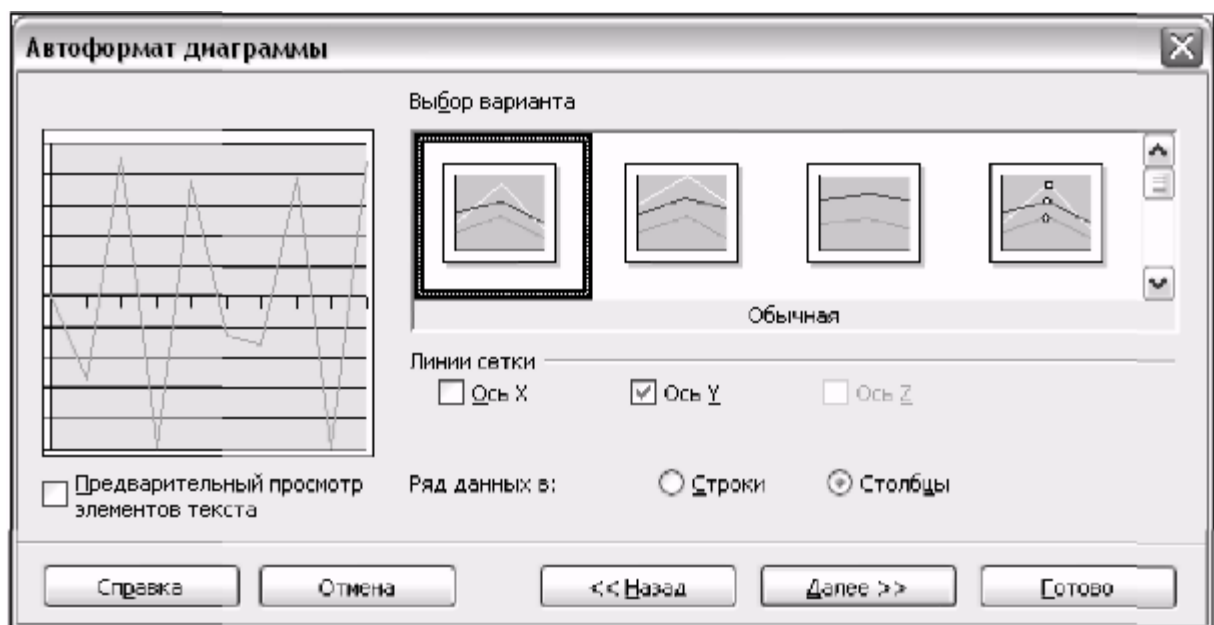 Автоформат диаграммы
Выбор варианта
Обычная
Линии сетки
Ось X
Ось Y
Ось Z
Предварительный просмотр
элементов текста
Ряд данных в:
Строки
Столбцы
Справка
Отмена
<< Назад
Далее >>
Готово